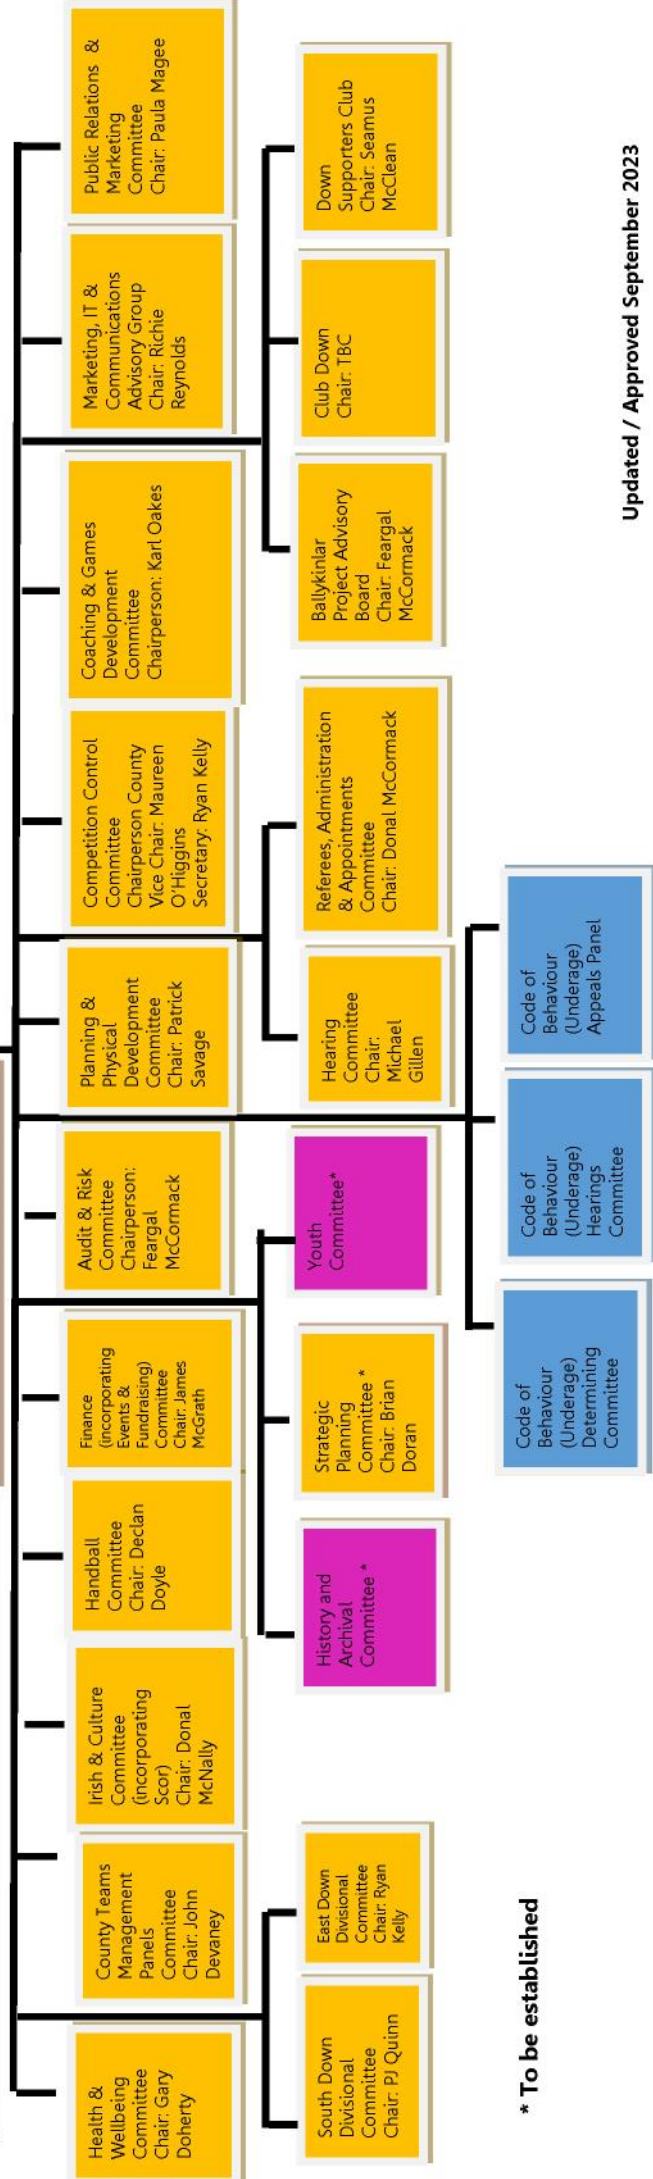 Health &
Wellbeing
Committee
Chair: Gary
Doherty
County Teams
Management
Panels
Committee
Chair: John
Devaney
Irish & Culture
Committee
(incorporating
Scor)
Chair: Donal
McNally
Handball
Committee
Chair: Declan
Doyle
Finance
(incorporating
Events &
Fundraising)
Committee
Chair: James
McGrath
Audit & Risk
Committee
Chairperson:
Feargal
McCormack
Planning &
Physical
Development
Committee
Chair: Patrick
Savage
Competition Control
Committee
Chairperson County
Vice Chair: Maureen
O'Higgins
Secretary: Ryan Kelly
Coaching & Games
Development
Committee
Chairperson: Karl Oakes
Marketing, IT &
Communications
Advisory Group
Chair: Richie
Reynolds
Public Relations &
Marketing
Committee
Chair: Paula Magee
South Down
Divisional
Committee
Chair: PJ Quinn
East Down
Divisional
Committee
Chair: Ryan
Kelly
History and
Archival
Committee *
Strategic
Planning
Committee *
Chair: Brian
Doran
Youth
Committee*
Hearing
Committee
Chair:
Michael
Gillen
Referees, Administration
& Appointments
Committee
Chair: Donal McCormack
Ballykinlar
Project Advisory
Board
Chair: Feargal
McCormack
Club Down
Chair: TBC
Down
Supporters Club
Chair: Seamus
McClean
Code of
Behaviour
(Underage)
Determining
Committee
Code of
Behaviour
(Underage)
Hearings
Committee
Code of
Behaviour
(Underage)
Appeals Panel
* To be established
Updated / Approved September 2023